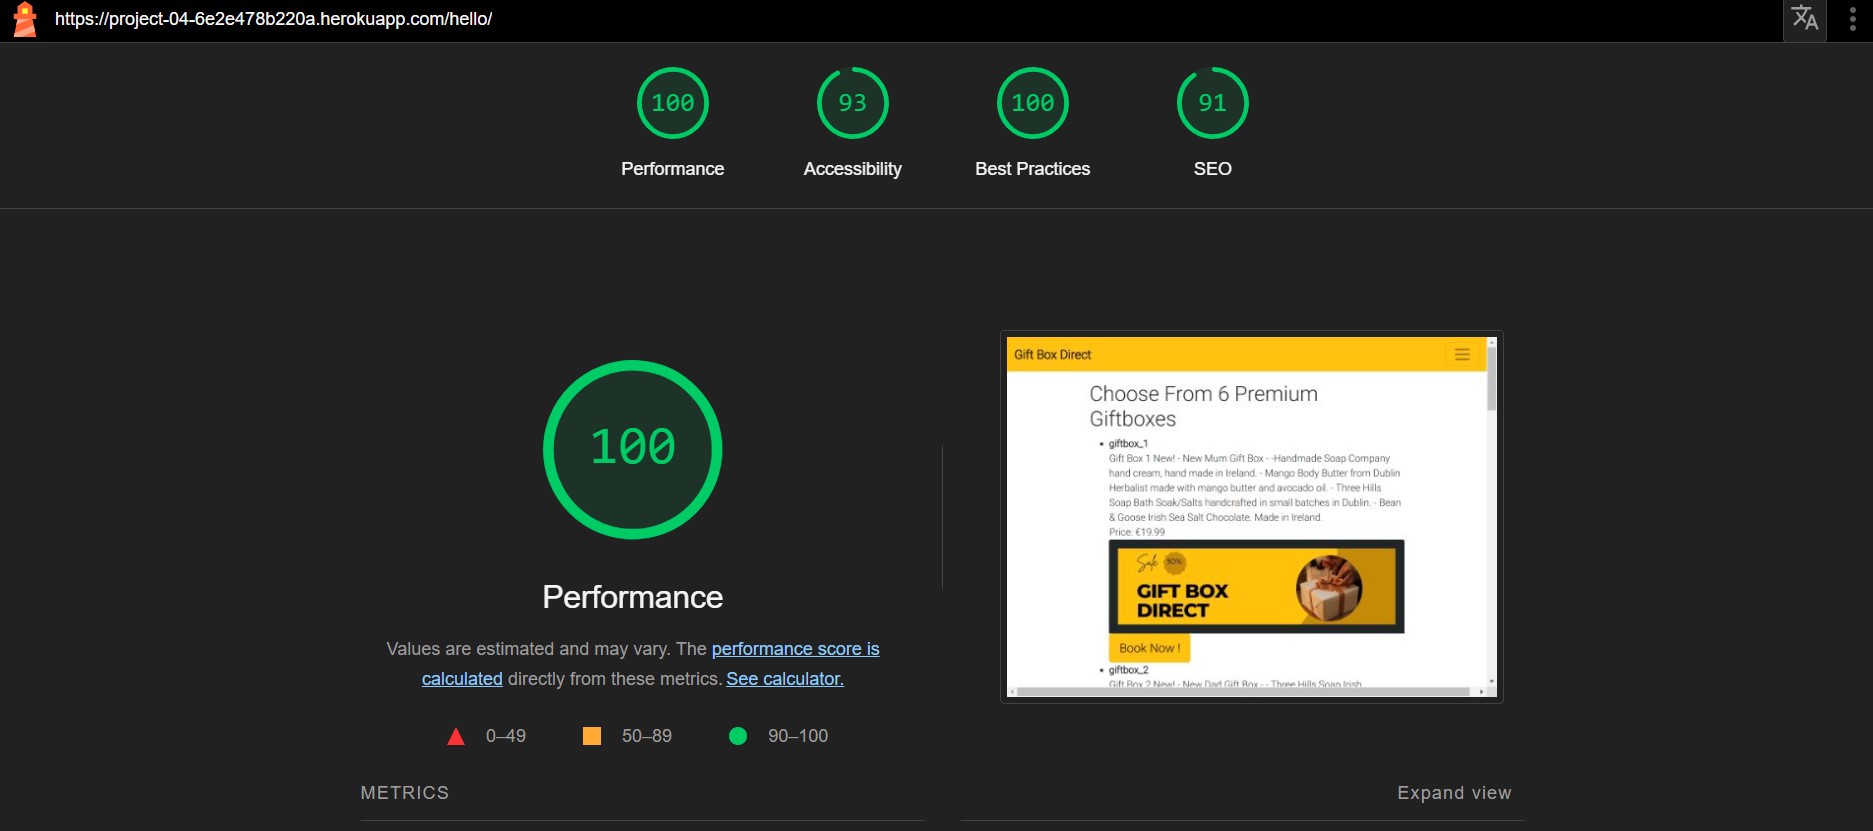 https://project-04-6e2e478b220a.herokuapp.com/hello/
100
93
100
91
Performance
Accessibility
Best Practices
SEO
100
Performance
Values are estimated and may vary. The performance score is
calculated directly from these metrics. See calculator.
0–49
50–89
90–100
METRICS
Gift Box Direct
Choose From 6 Premium
Giftboxes
giftbox_1
Gift Box 1 New! - New Mum Gift Box - -Handmade Soap Company
hand cream, hand made in Ireland. - Mango Body Butter from Dublin
Herbalist made with mango butter and avocado oil. - Three Hills
Soap Bath Soak/Salts handcrafted in small batches in Dublin. - Bean
& Goose Irish Sea Salt Chocolate. Made in Ireland.
Price: €19.99
Sale
50%
GIFT BOX
DIRECT
Book Now !
giftbox_2
Gift Box 2 New! - New Dad Gift Box - - Three Hills Soap Irish
Expand view